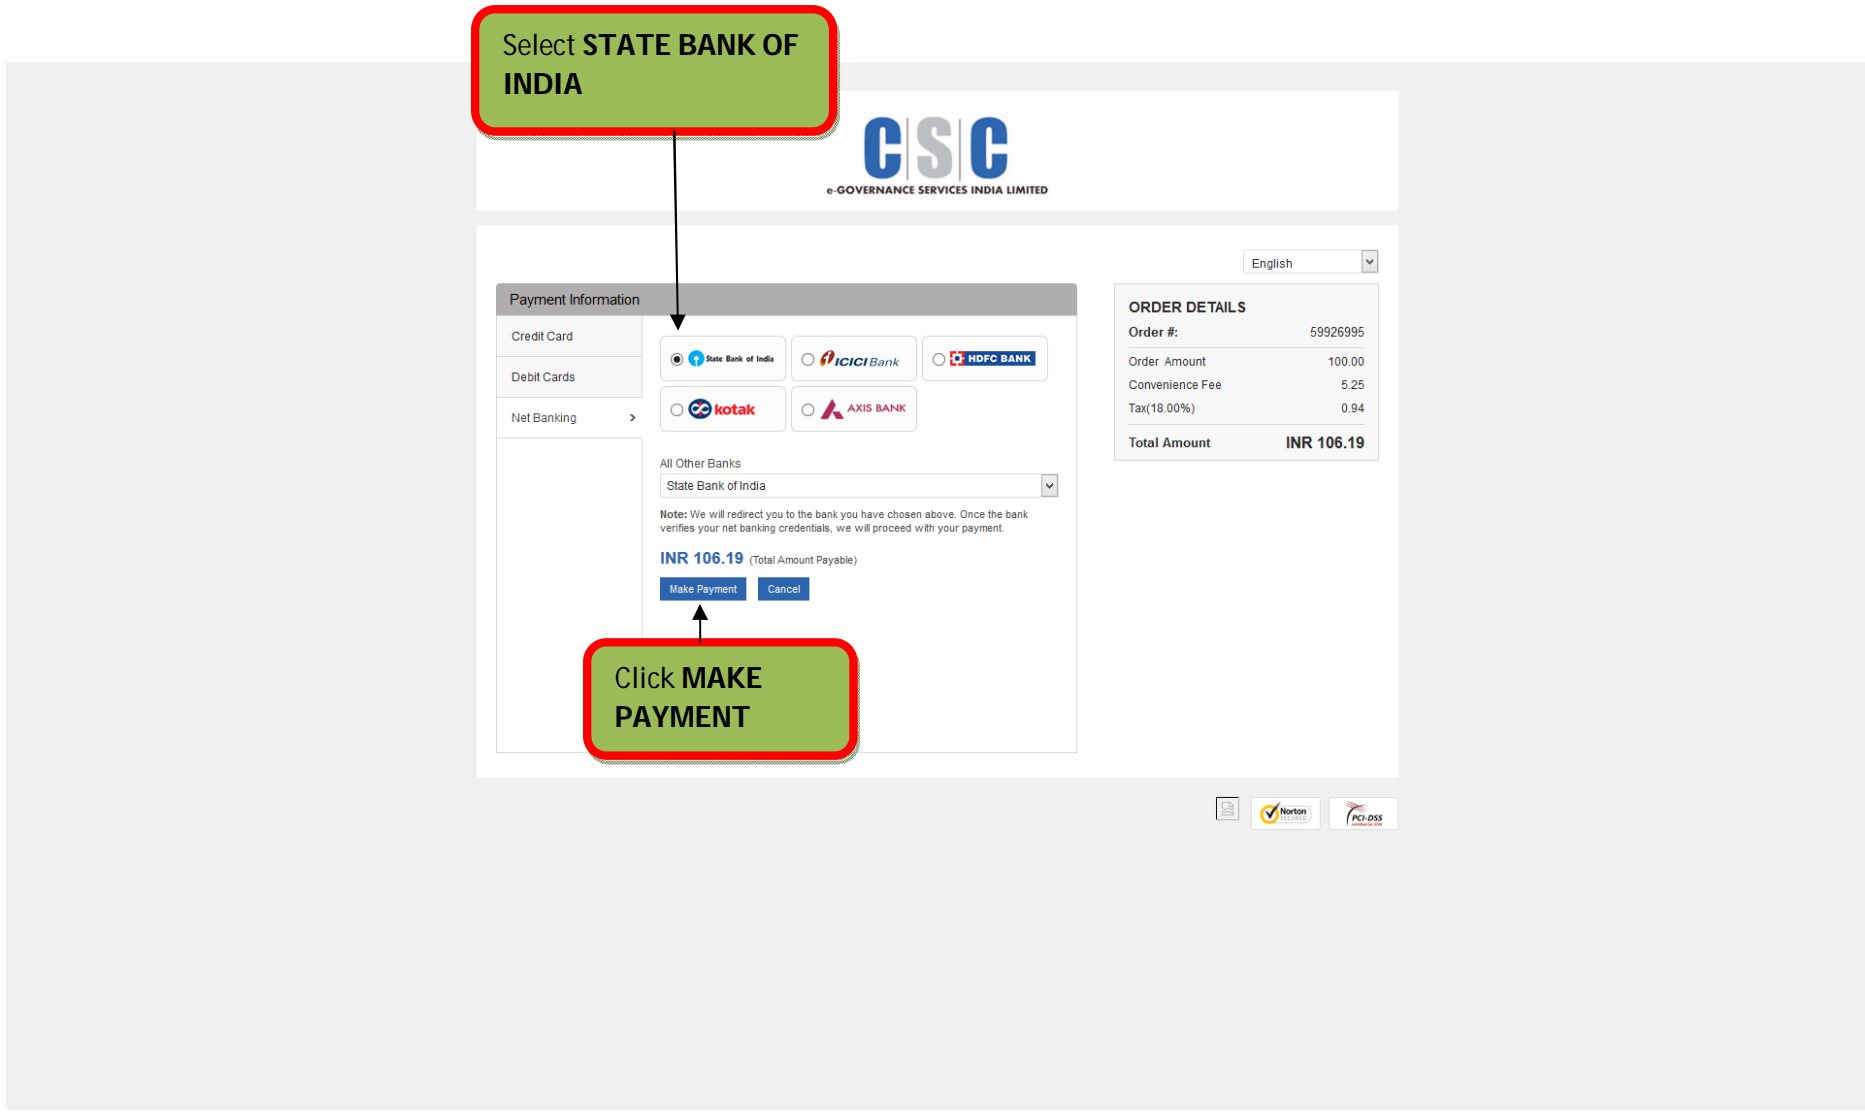 Select STATE BANK OF
INDIA
CSC
e-GOVERNANCE SERVICES INDIA LIMITED
English
Payment Information
Credit Card
Debit Cards
Net Banking >
State Bank of India
ICICI Bank
HDFC BANK
kotak
AXIS BANK
All Other Banks
State Bank of India
Note: We will redirect you to the bank you have chosen above. Once the bank
verifies your net banking credentials, we will proceed with your payment.
INR 106.19 (Total Amount Payable)
Make Payment
Cancel
Click MAKE
PAYMENT
ORDER DETAILS
Order #: 59926995
Order Amount 100.00
Convenience Fee 5.25
Tax(18.00%) 0.94
Total Amount INR 106.19
Norton
SECURED
PCI-DSS